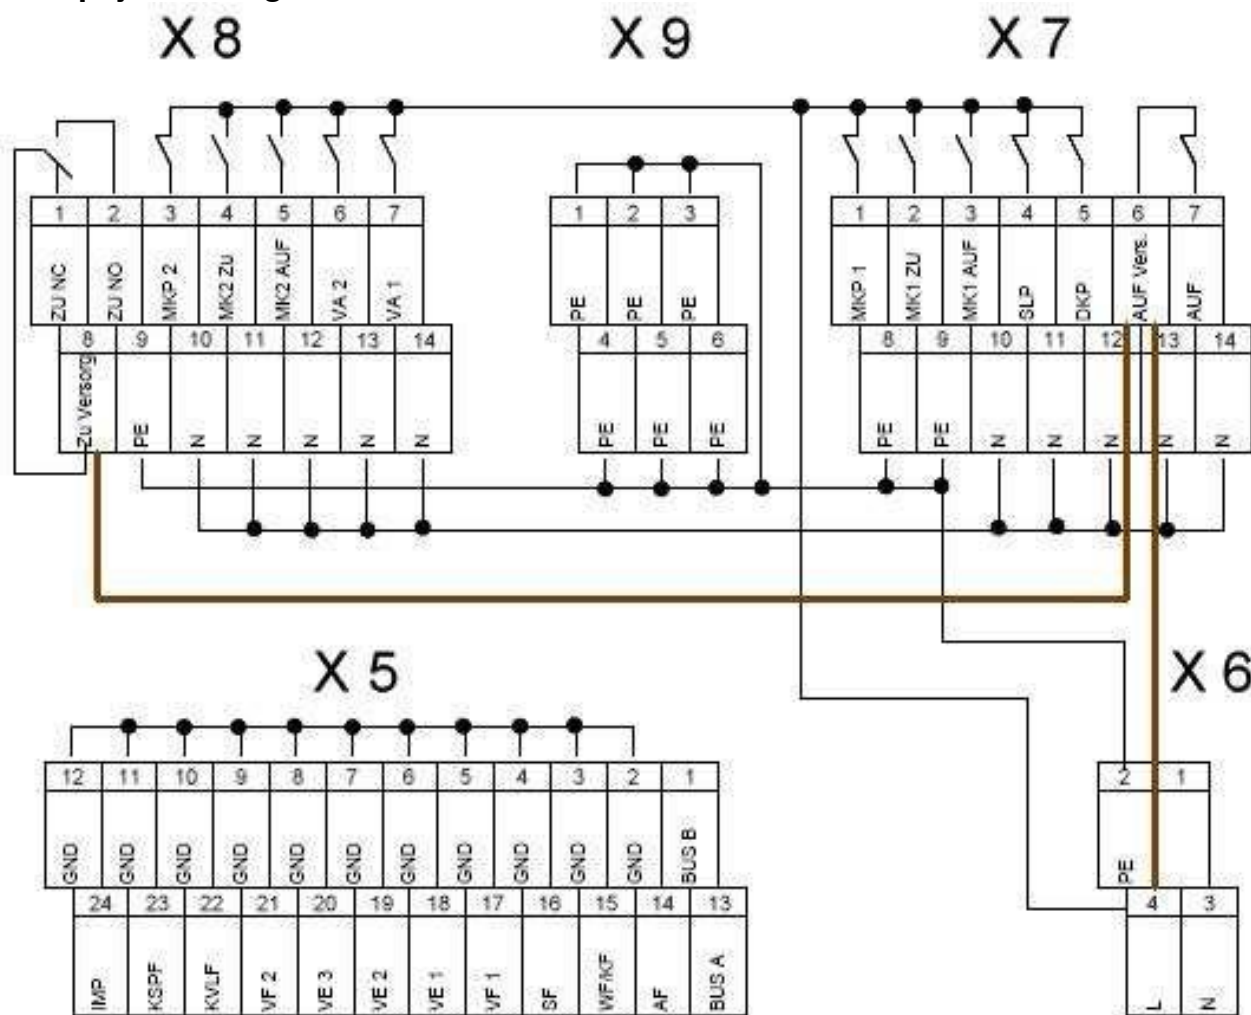 X 8 X 9 X 7
1 2 3 4 5 6 7
ZU NC ZU NO MKP 2 MK2 Zu MK2 AUF VA 2 VA 1
8 9 10 11 12 13 14
Zu Versorg PE N N N N N
1 2 3
PE PE PE
4 5 6
PE PE PE
1 2 3 4 5 6 7
MKP 1 MK1 ZU MK1 AUF SLP DKP AUF Vers. AUF
8 9 10 11 12 13 14
PE PE N N N N N
X 5 X 6
12 11 10 9 8 7 6 5 4 3 2 1
GND GND GND GND GND GND GND GND GND GND GND BUS B
24 23 22 21 20 19 18 17 16 15 14 13
IMP KSPF KVLF VF 2 VE 3 VE 2 VE 1 VF 1 SF WF/KF AF BUS A
2 1
PE
4 3
L N